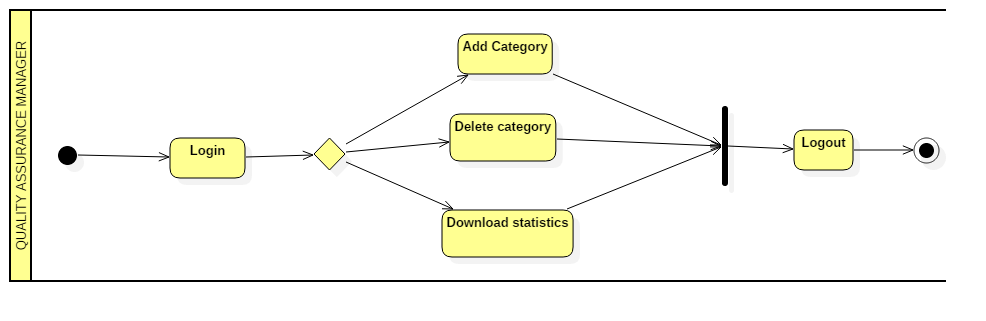 QUALITY ASSURANCE MANAGER
Login
Add Category
Delete category
Download statistics
Logout